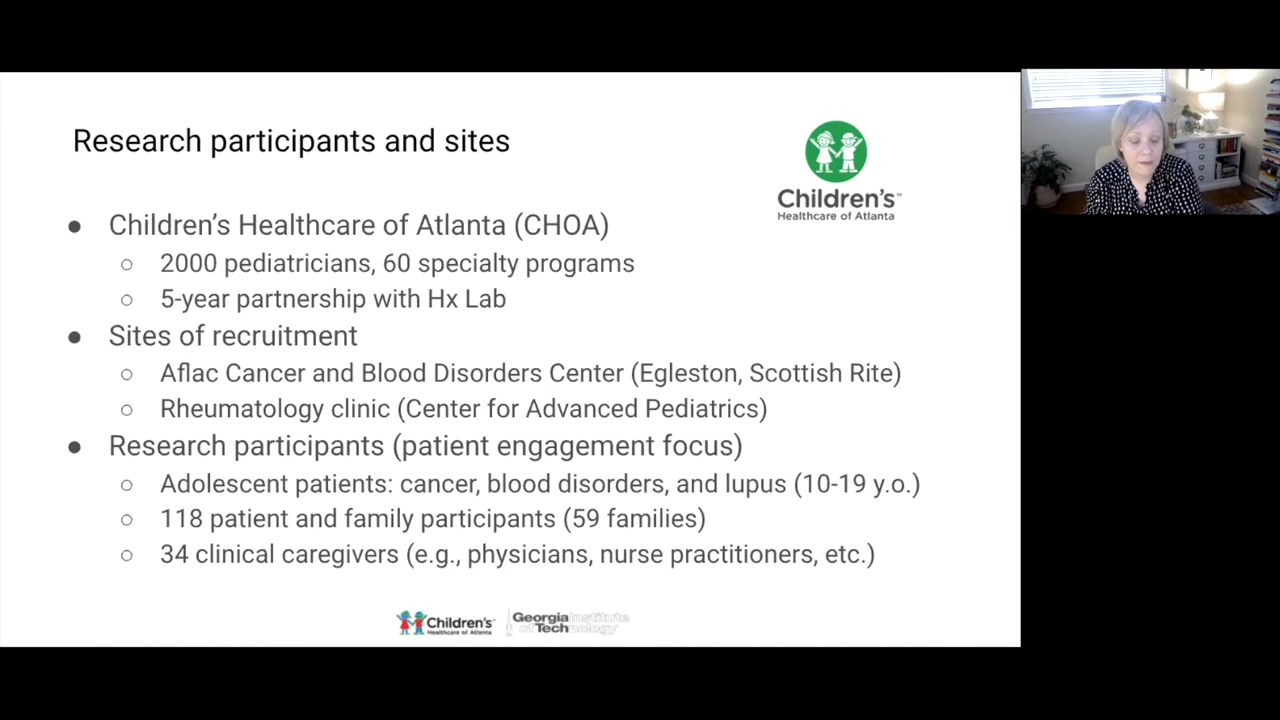 Research participants and sites
Children's™
Healthcare of Atlanta
● Children’s Healthcare of Atlanta (CHOA)
○ 2000 pediatricians, 60 specialty programs
○ 5-year partnership with Hx Lab
● Sites of recruitment
○ Aflac Cancer and Blood Disorders Center (Egleston, Scottish Rite)
○ Rheumatology clinic (Center for Advanced Pediatrics)
● Research participants (patient engagement focus)
○ Adolescent patients: cancer, blood disorders, and lupus (10-19 y.o.)
○ 118 patient and family participants (59 families)
○ 34 clinical caregivers (e.g., physicians, nurse practitioners, etc.)
Children's
Healthcare of Atlanta
Georgia Institute
of Technology